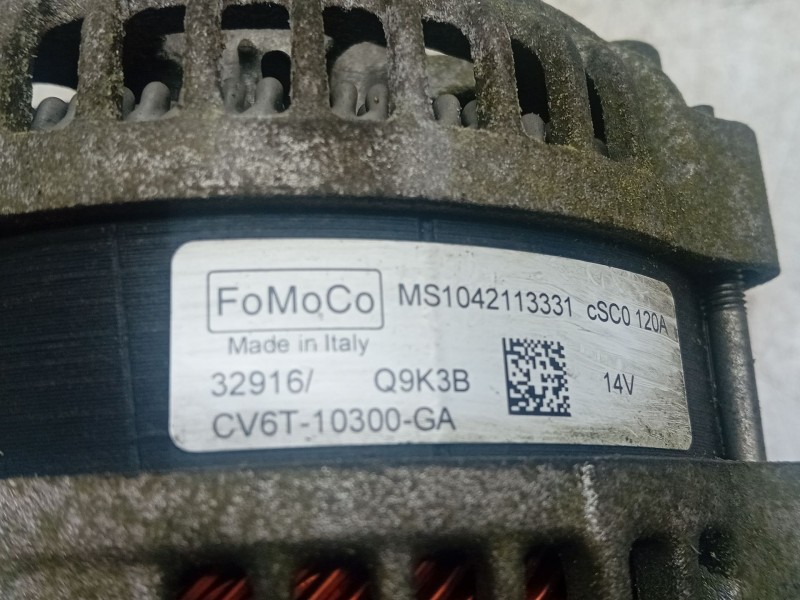 FoMoCo MS1042113331 cSC0 120A
Made in Italy
32916/ Q9K3B 14V
CV6T-10300-GA